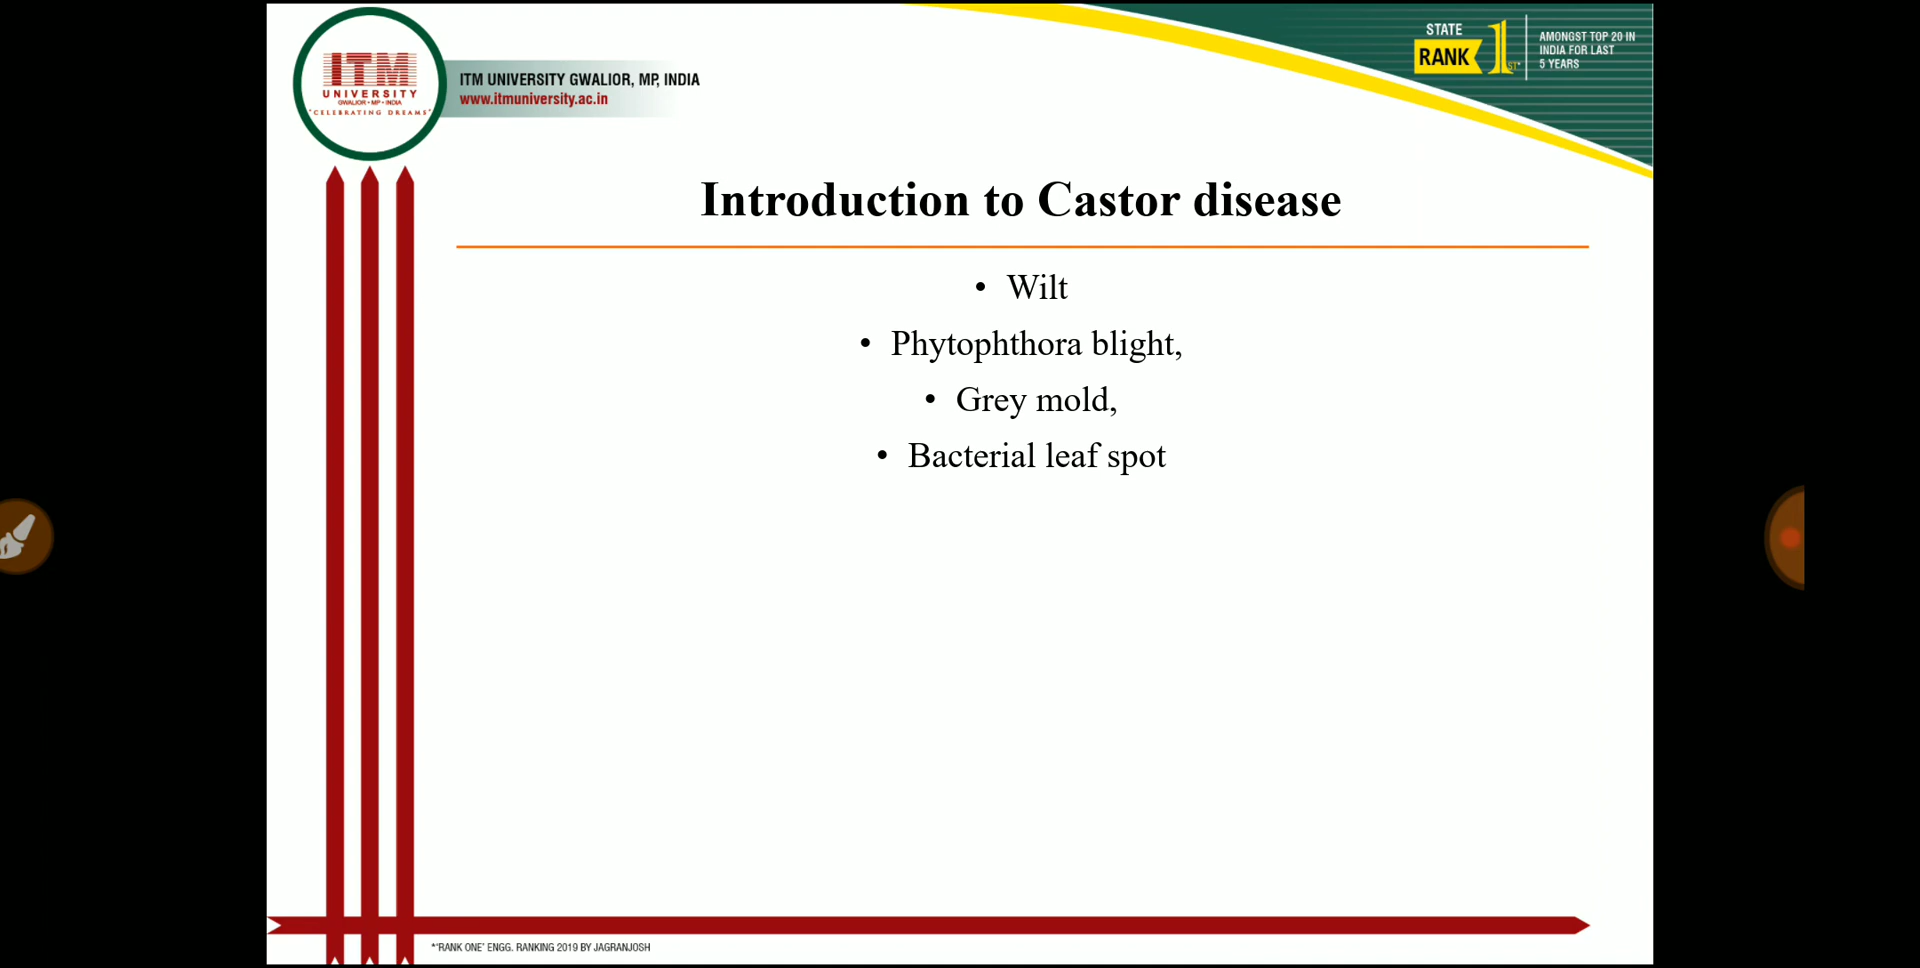 ITM
UNIVERSITY
GWALIOR • MP • INDIA
"CELEBRATING DREAMS"
ITM UNIVERSITY GWALIOR, MP, INDIA
www.itmuniversity.ac.in
STATE
RANK 1ST*
AMONGST TOP 20 IN
INDIA FOR LAST
5 YEARS
Introduction to Castor disease
• Wilt
• Phytophthora blight,
• Grey mold,
• Bacterial leaf spot
*'RANK ONE' ENGG. RANKING 2019 BY JAGRANJOSH